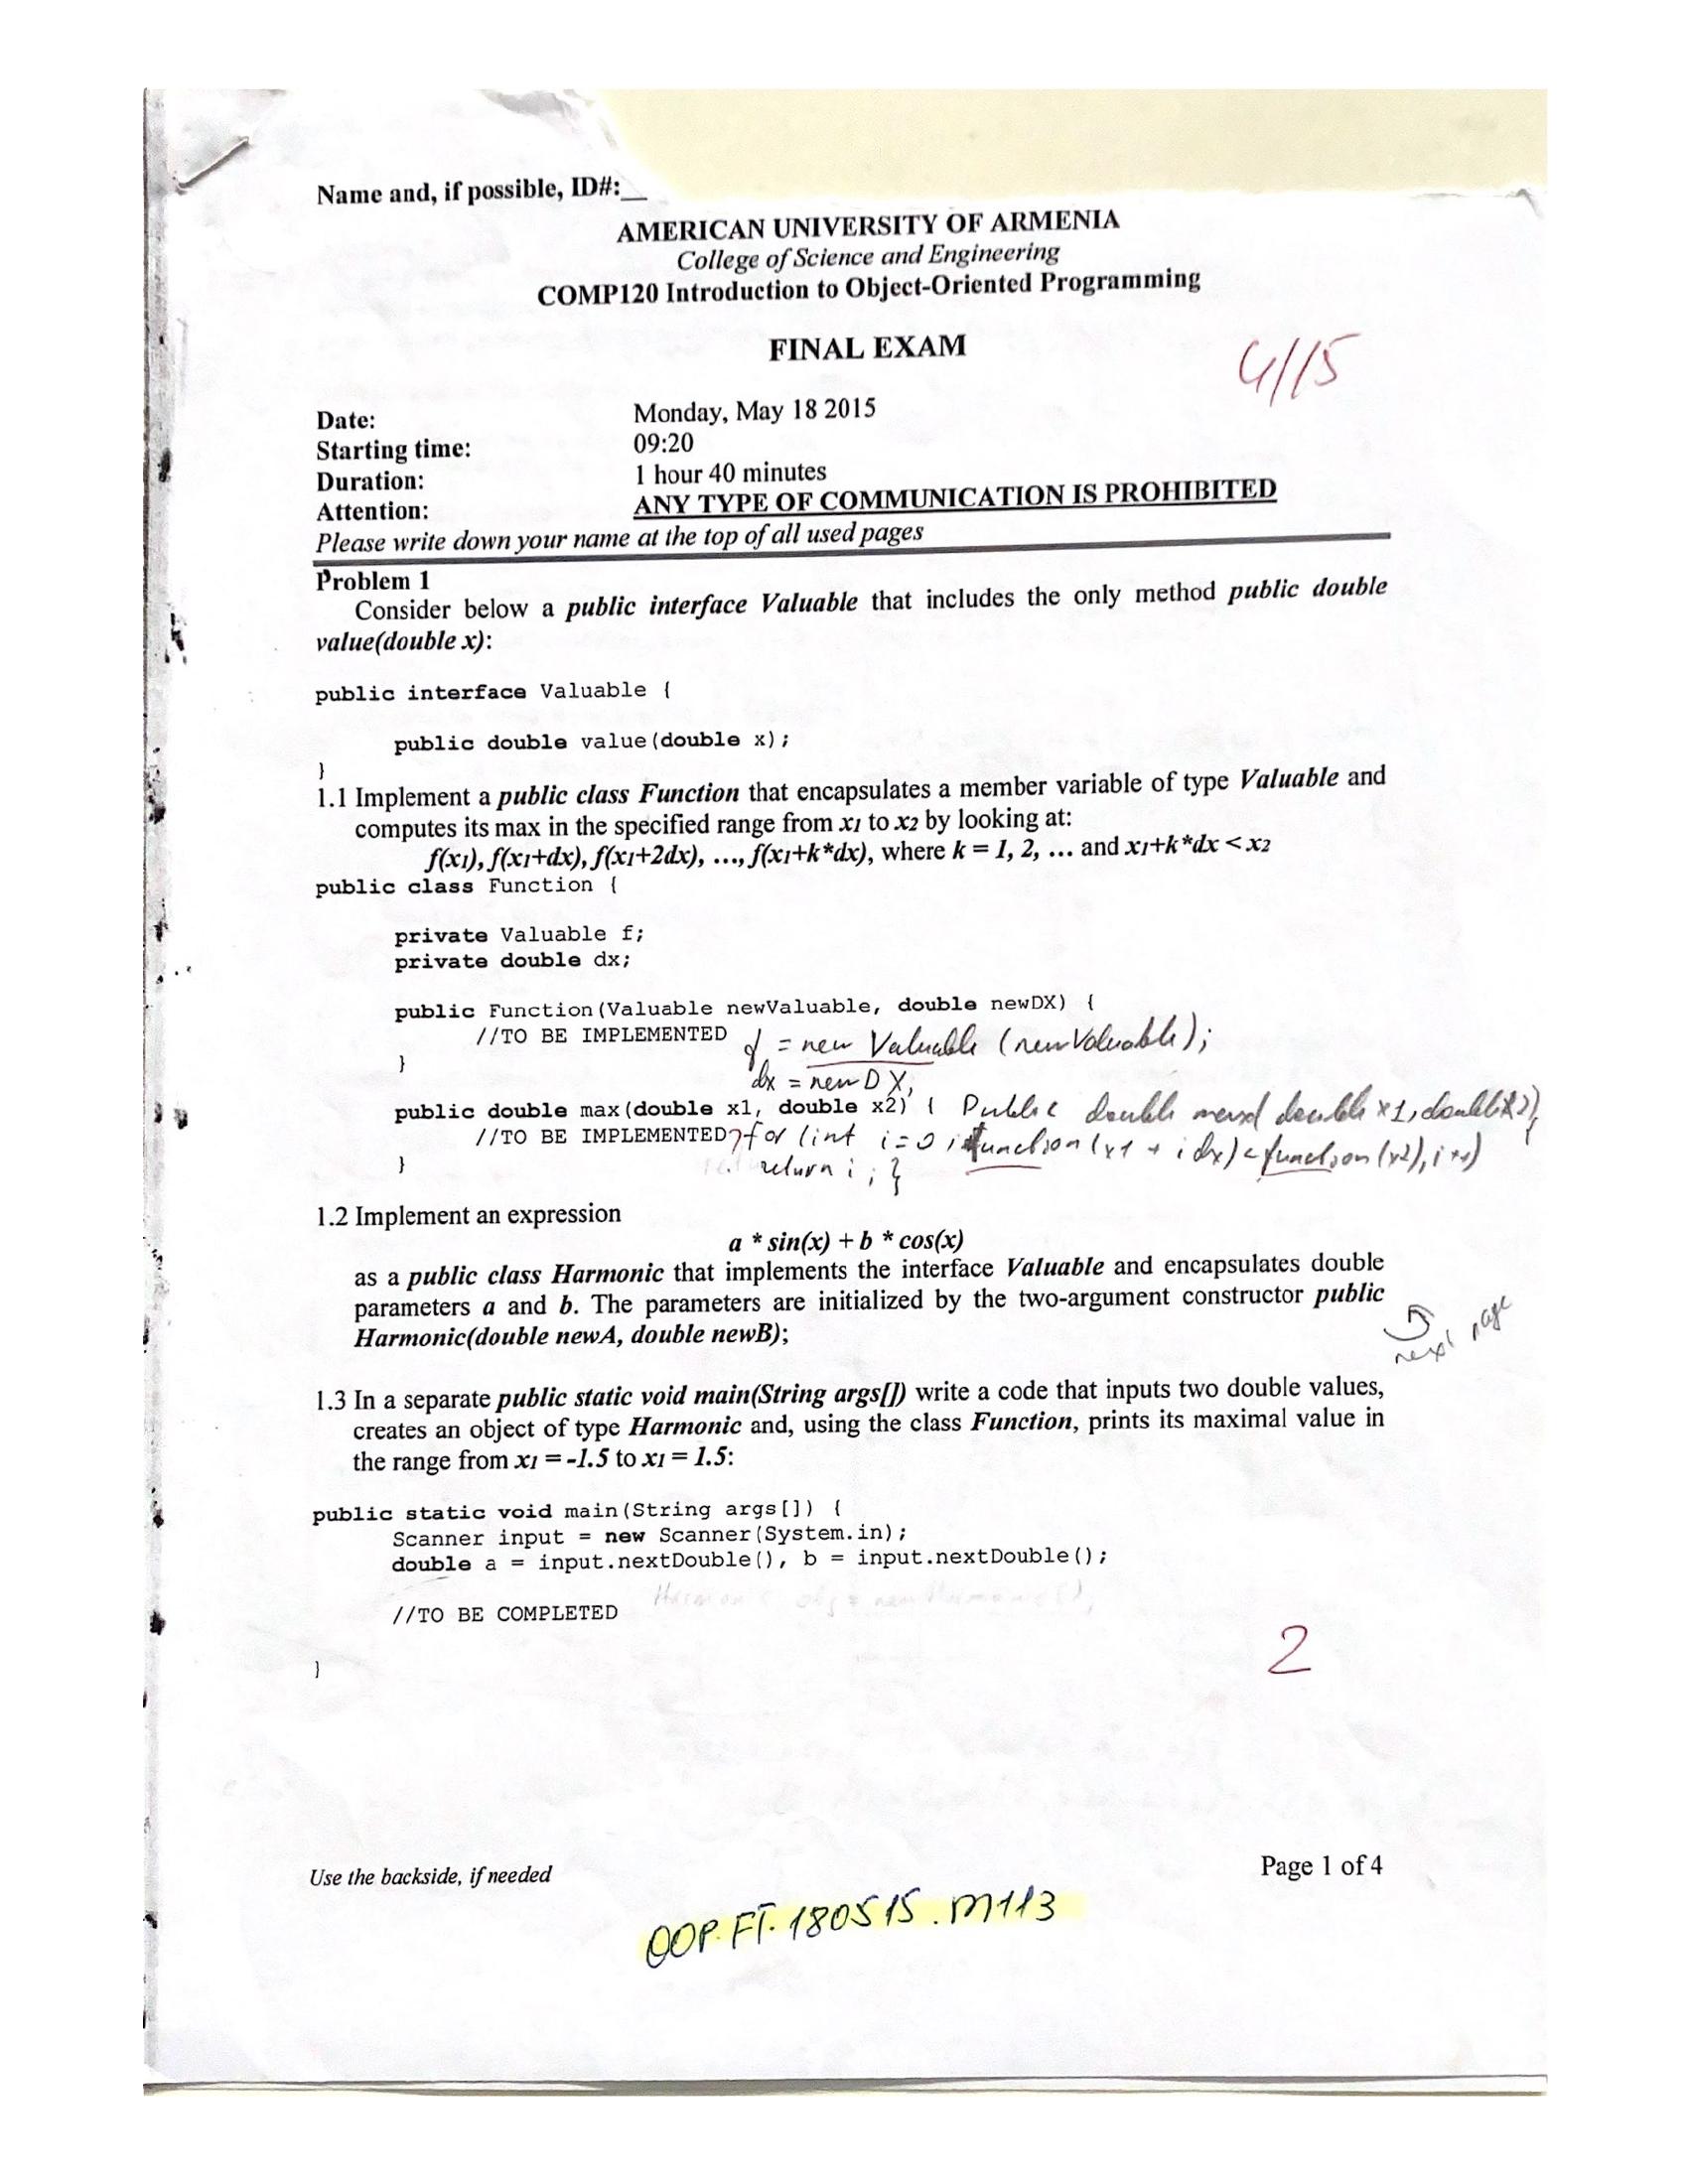 Name and, if possible, ID#:__
AMERICAN UNIVERSITY OF ARMENIA
College of Science and Engineering
COMP120 Introduction to Object-Oriented Programming
FINAL EXAM
4/15
Date: Monday, May 18 2015
Starting time: 09:20
Duration: 1 hour 40 minutes
Attention: ANY TYPE OF COMMUNICATION IS PROHIBITED
Please write down your name at the top of all used pages
Problem 1
Consider below a public interface Valuable that includes the only method public double
value(double x):
public interface Valuable {
public double value(double x);
}
1.1 Implement a public class Function that encapsulates a member variable of type Valuable and
computes its max in the specified range from x1 to x2 by looking at:
f(x1), f(x1+dx), f(x1+2dx), ..., f(x1+k*dx), where k = 1, 2, ... and x1+k*dx < x2
public class Function {
private Valuable f;
private double dx;
public Function(Valuable newValuable, double newDX) {
//TO BE IMPLEMENTED f = new Valuable (newValuable);
}
dx = newDX,
public double max(double x1, double x2) { Public double double x1, double x2) {
//TO BE IMPLEMENTED for (int i=0; function (x1 + i dx) < function (x2), i++)
} return i; }
1.2 Implement an expression
a * sin(x) + b * cos(x)
as a public class Harmonic that implements the interface Valuable and encapsulates double
parameters a and b. The parameters are initialized by the two-argument constructor public
Harmonic(double newA, double newB);
next page
1.3 In a separate public static void main(String args[]) write a code that inputs two double values,
creates an object of type Harmonic and, using the class Function, prints its maximal value in
the range from x1 = -1.5 to x1 = 1.5:
public static void main(String args[]) {
Scanner input = new Scanner(System.in);
double a = input.nextDouble(), b = input.nextDouble();
Harmonic obj = new Harmonic(),
//TO BE COMPLETED
2
}
Use the backside, if needed Page 1 of 4
OOP.FT.180515.M113